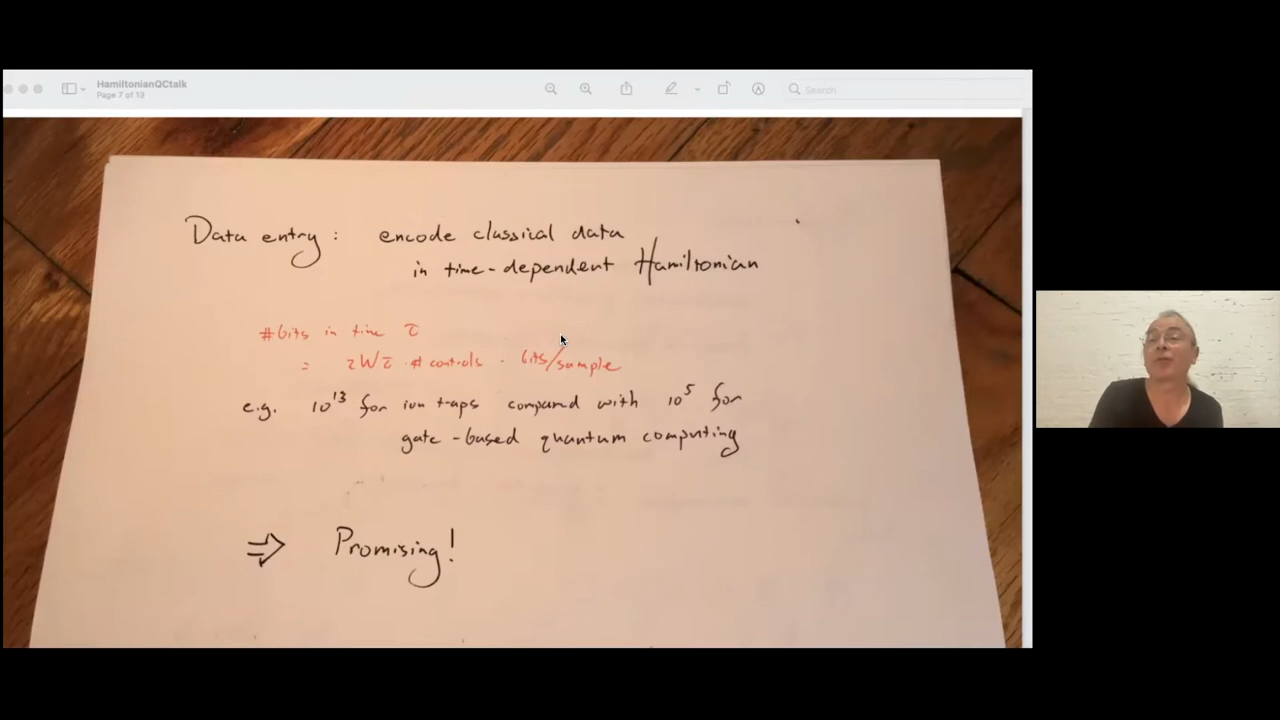 HamiltonianQCtalk
Page 7 of 13
Search
Data entry: encode classical data
in time-dependent Hamiltonian
#bits in time τ
= 2Wτ · # controls · bits/sample
e.g. 10^13 for ion traps compared with 10^5 for
gate-based quantum computing
⇒ Promising!